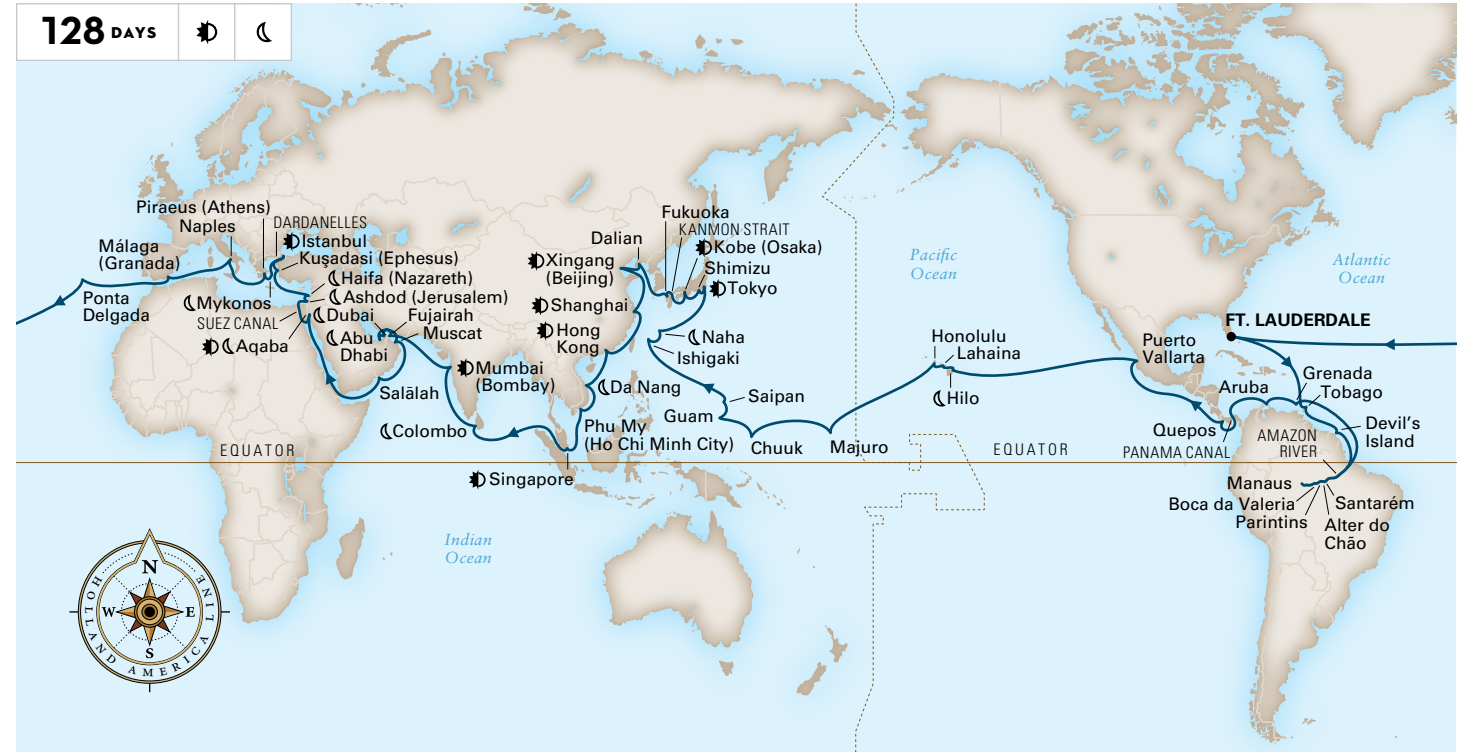 128 DAYS
Piraeus (Athens)
Naples
DARDANELLES
Istanbul
Kuşadasi (Ephesus)
Málaga
(Granada)
Haifa (Nazareth)
Ashdod (Jerusalem)
Ponta
Delgada
Mykonos
SUEZ CANAL
Dubai
Fujairah
Muscat
Aqaba
Abu
Dhabi
Salālah
Colombo
Mumbai
(Bombay)
Fukuoka
KANMON STRAIT
Dalian
Kobe (Osaka)
Xingang
(Beijing)
Shimizu
Tokyo
Shanghai
Hong
Kong
Naha
Ishigaki
Da Nang
Saipan
Guam
Phu My
(Ho Chi Minh City)
Chuuk
Majuro
Singapore
EQUATOR
Pacific
Ocean
Honolulu
Lahaina
Hilo
EQUATOR
Atlantic
Ocean
FT. LAUDERDALE
Puerto
Vallarta
Grenada
Aruba
Tobago
Devil's
Island
Quepos
PANAMA CANAL
AMAZON
RIVER
Manaus
Boca da Valeria
Parintins
Santarém
Alter do
Chão
Indian
Ocean
N
W
E
S
HOLLAND AMERICA LINE